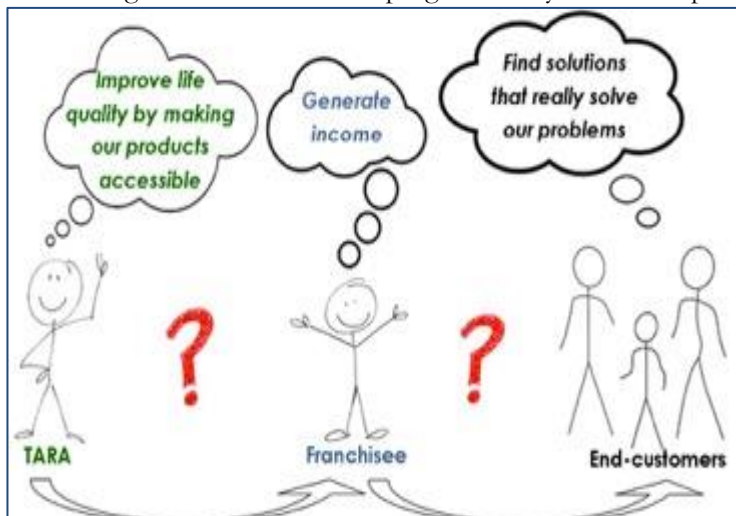 Improve life
quality by making
our products
accessible
Generate
income
Find solutions
that really solve
our problems
?
?
TARA
Franchisee
End-customers